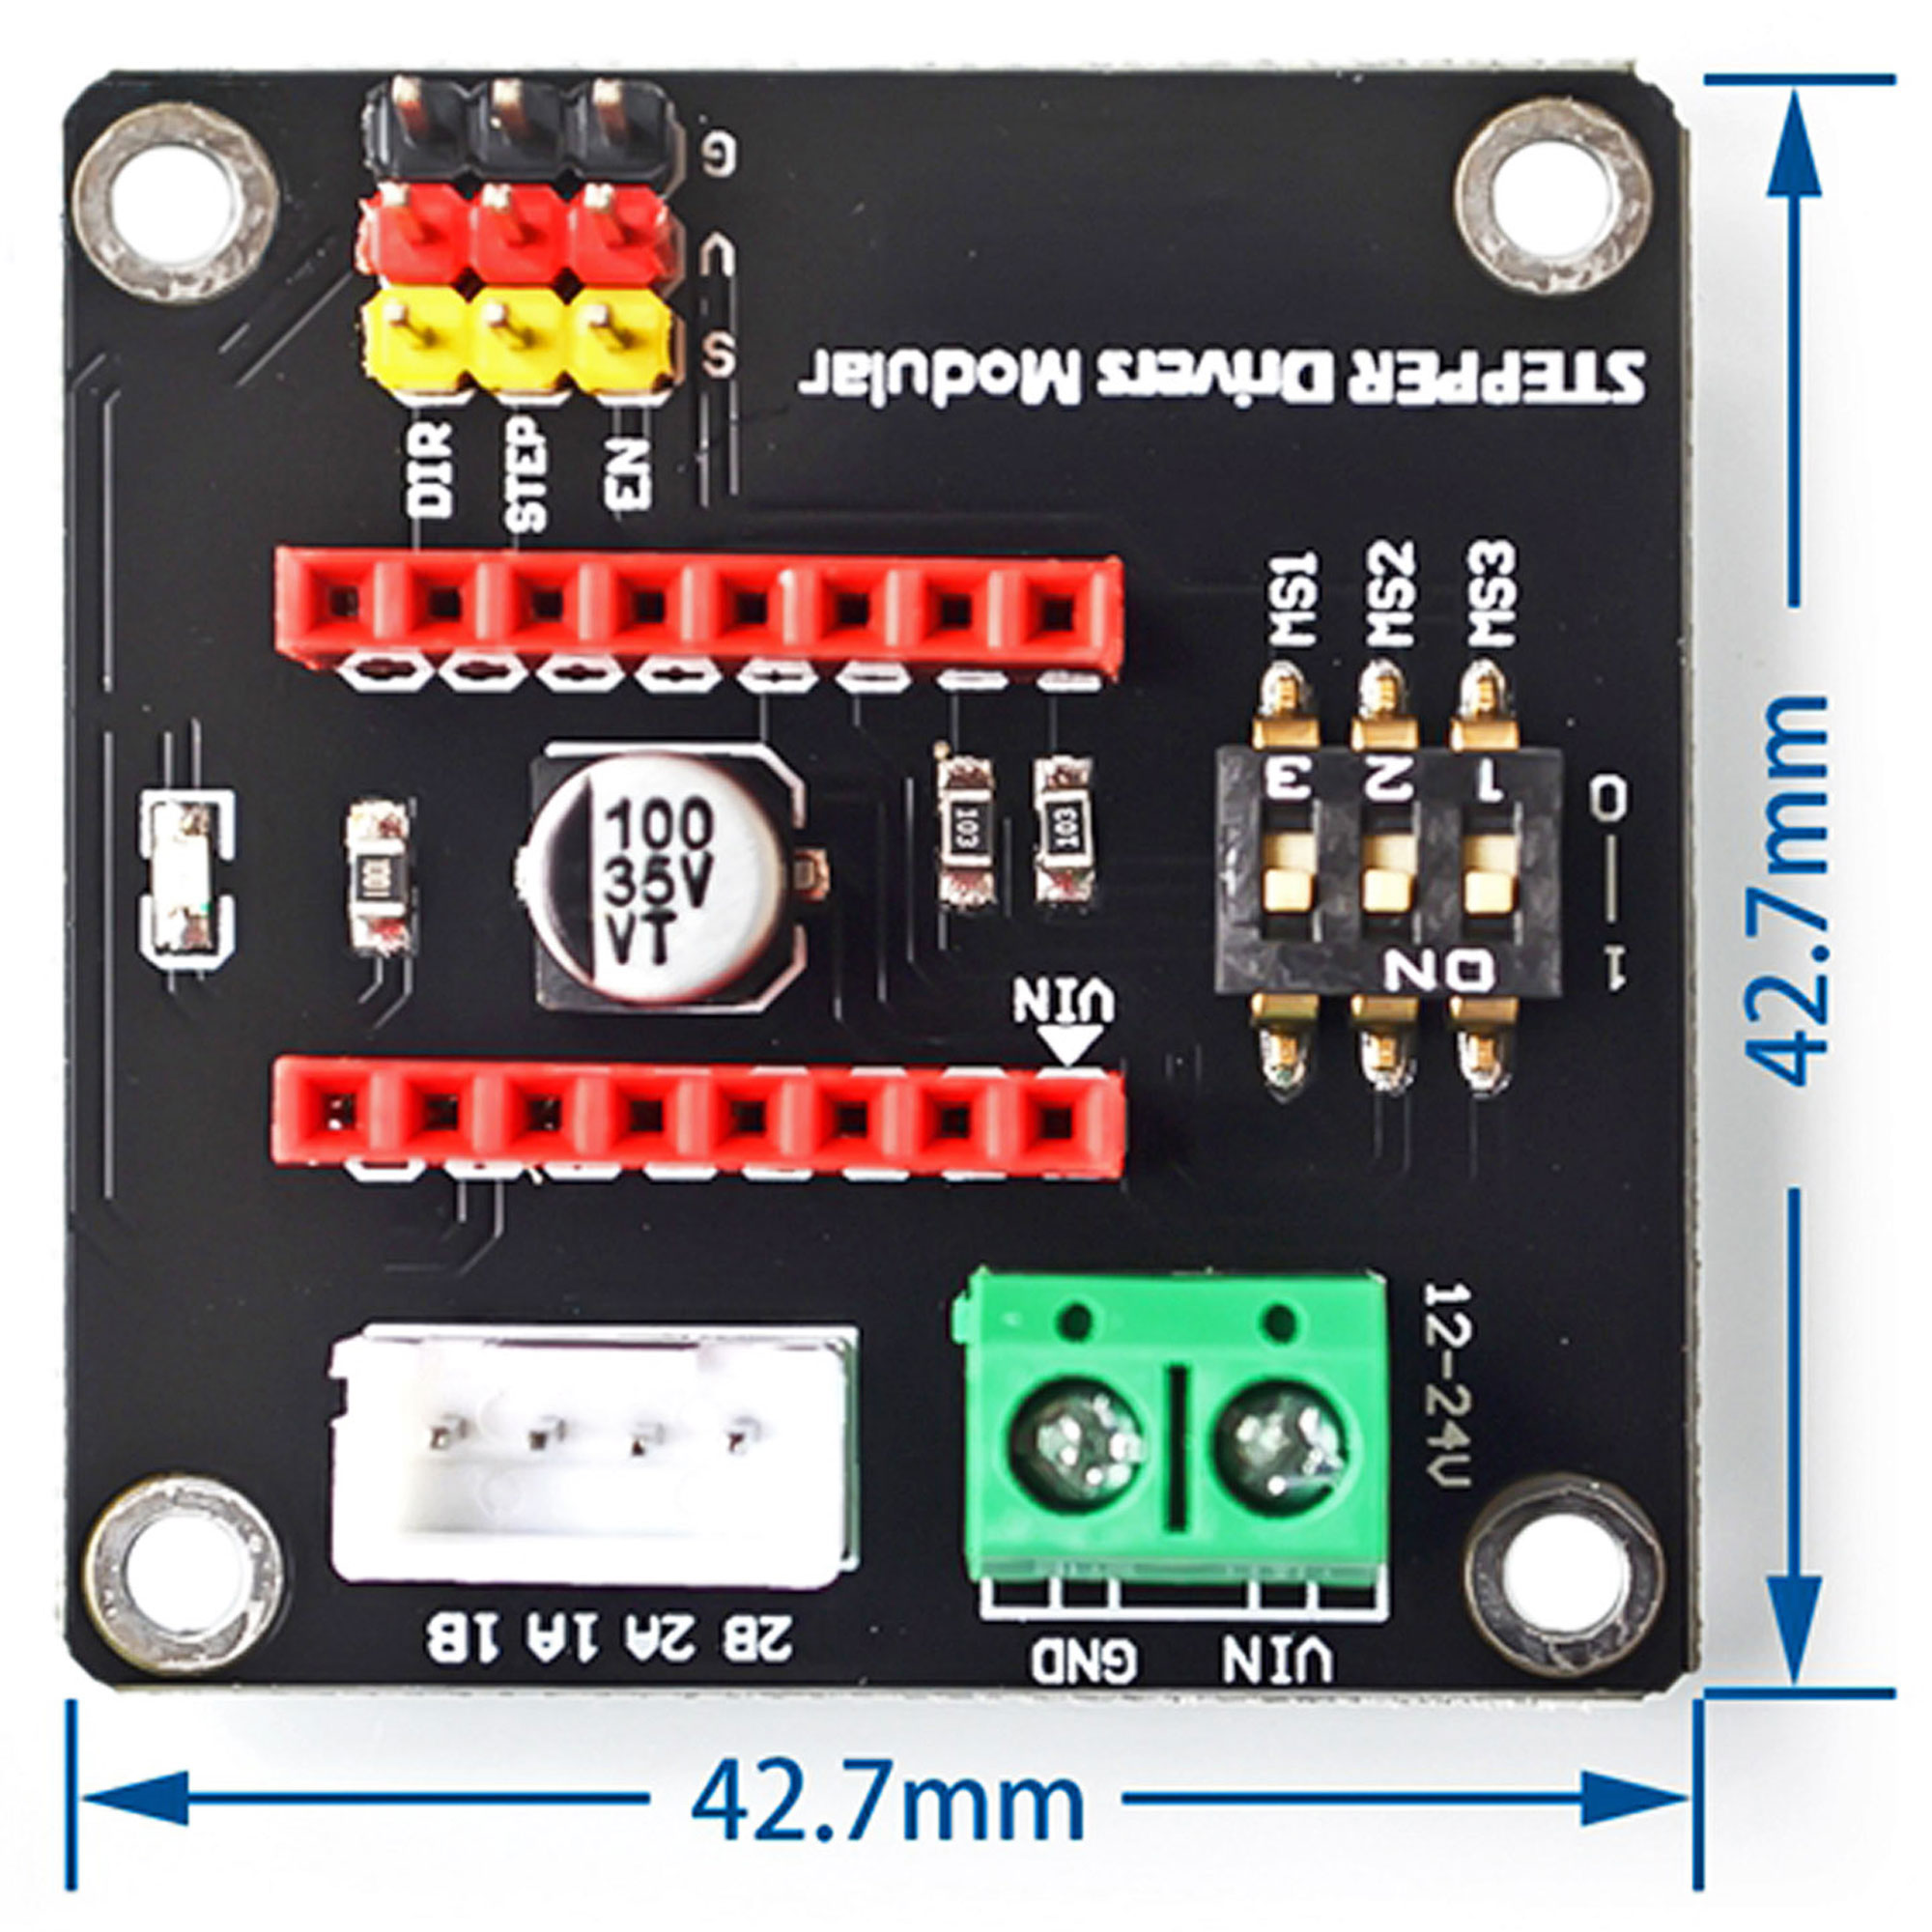 42.7mm
VIN GND
2B 2A 1A 1B
12-24V
42.7mm
VIN
1
0
ON
1 2 3
103
103
100
35V
VT
MS3 MS2 MS1
EN STEP DIR
STEPPER Drivers Modular
S
V
G